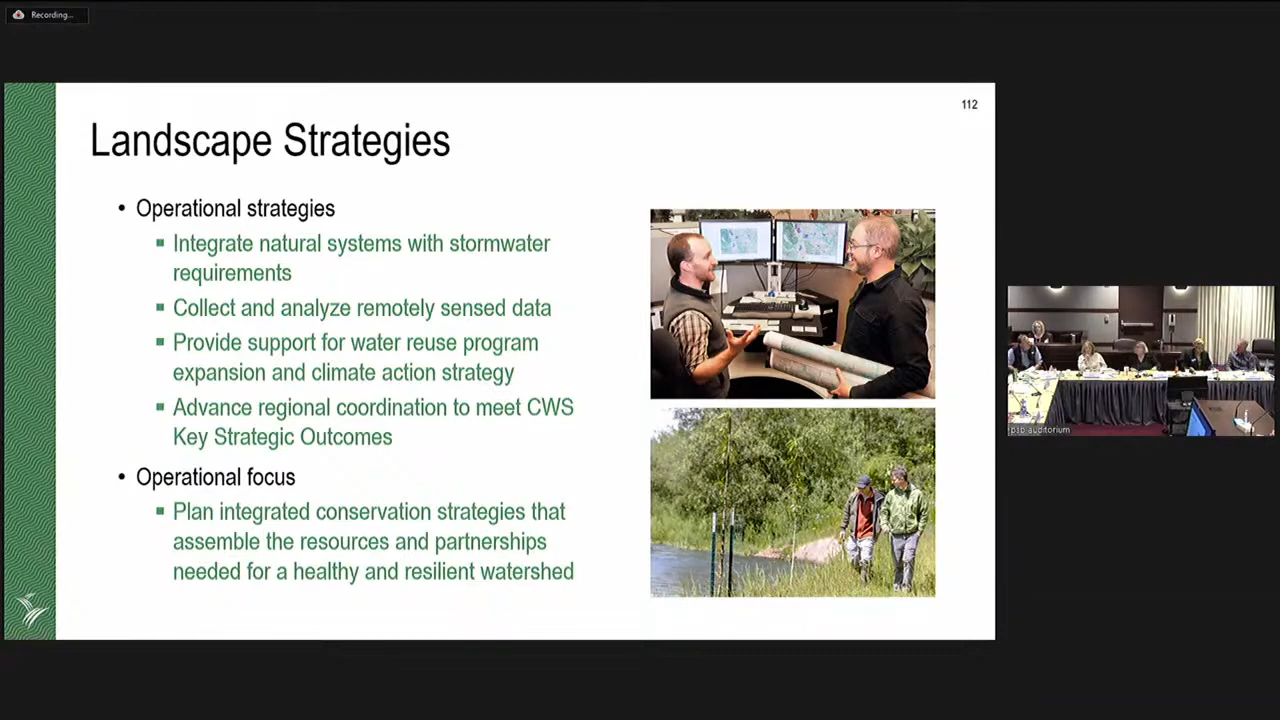 Recording...
112
Landscape Strategies
• Operational strategies
▪ Integrate natural systems with stormwater
requirements
▪ Collect and analyze remotely sensed data
▪ Provide support for water reuse program
expansion and climate action strategy
▪ Advance regional coordination to meet CWS
Key Strategic Outcomes
• Operational focus
▪ Plan integrated conservation strategies that
assemble the resources and partnerships
needed for a healthy and resilient watershed
psb-auditorium